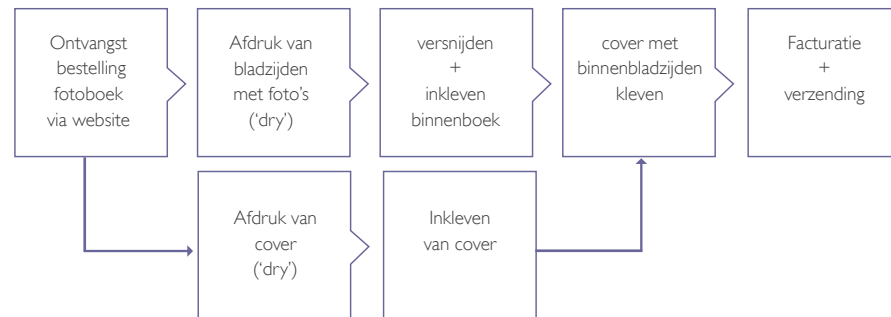 Ontvangst
bestelling
fotoboek
via website
Afdruk van
bladzijden
met foto's
(‘dry’)
versnijden
+
inkleven
binnenboek
cover met
binnenbladzijden
kleven
Facturatie
+
verzending
Afdruk van
cover
(‘dry’)
Inkleven
van cover